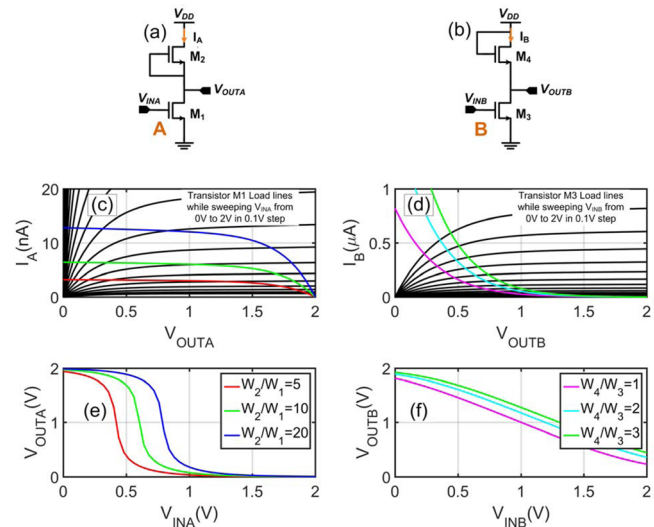 V_DD
(a)
I_A
M_2
V_INA
V_OUTA
M_1
A
V_DD
(b)
I_B
M_4
V_INB
V_OUTB
M_3
B
(c)
Transistor M1 Load lines
while sweeping V_INA from
0V to 2V in 0.1V step
I_A(nA)
20
10
0
0 0.5 1 1.5 2
V_OUTA
(d)
Transistor M3 Load lines
while sweeping V_INB from
0V to 2V in 0.1V step
I_B(μA)
1
0.5
0
0 0.5 1 1.5 2
V_OUTB
(e)
V_OUTA(V)
2
1
0
W_2/W_1=5
W_2/W_1=10
W_2/W_1=20
0 0.5 1 1.5 2
V_INA(V)
(f)
V_OUTB(V)
2
1
0
W_4/W_3=1
W_4/W_3=2
W_4/W_3=3
0 0.5 1 1.5 2
V_INB(V)